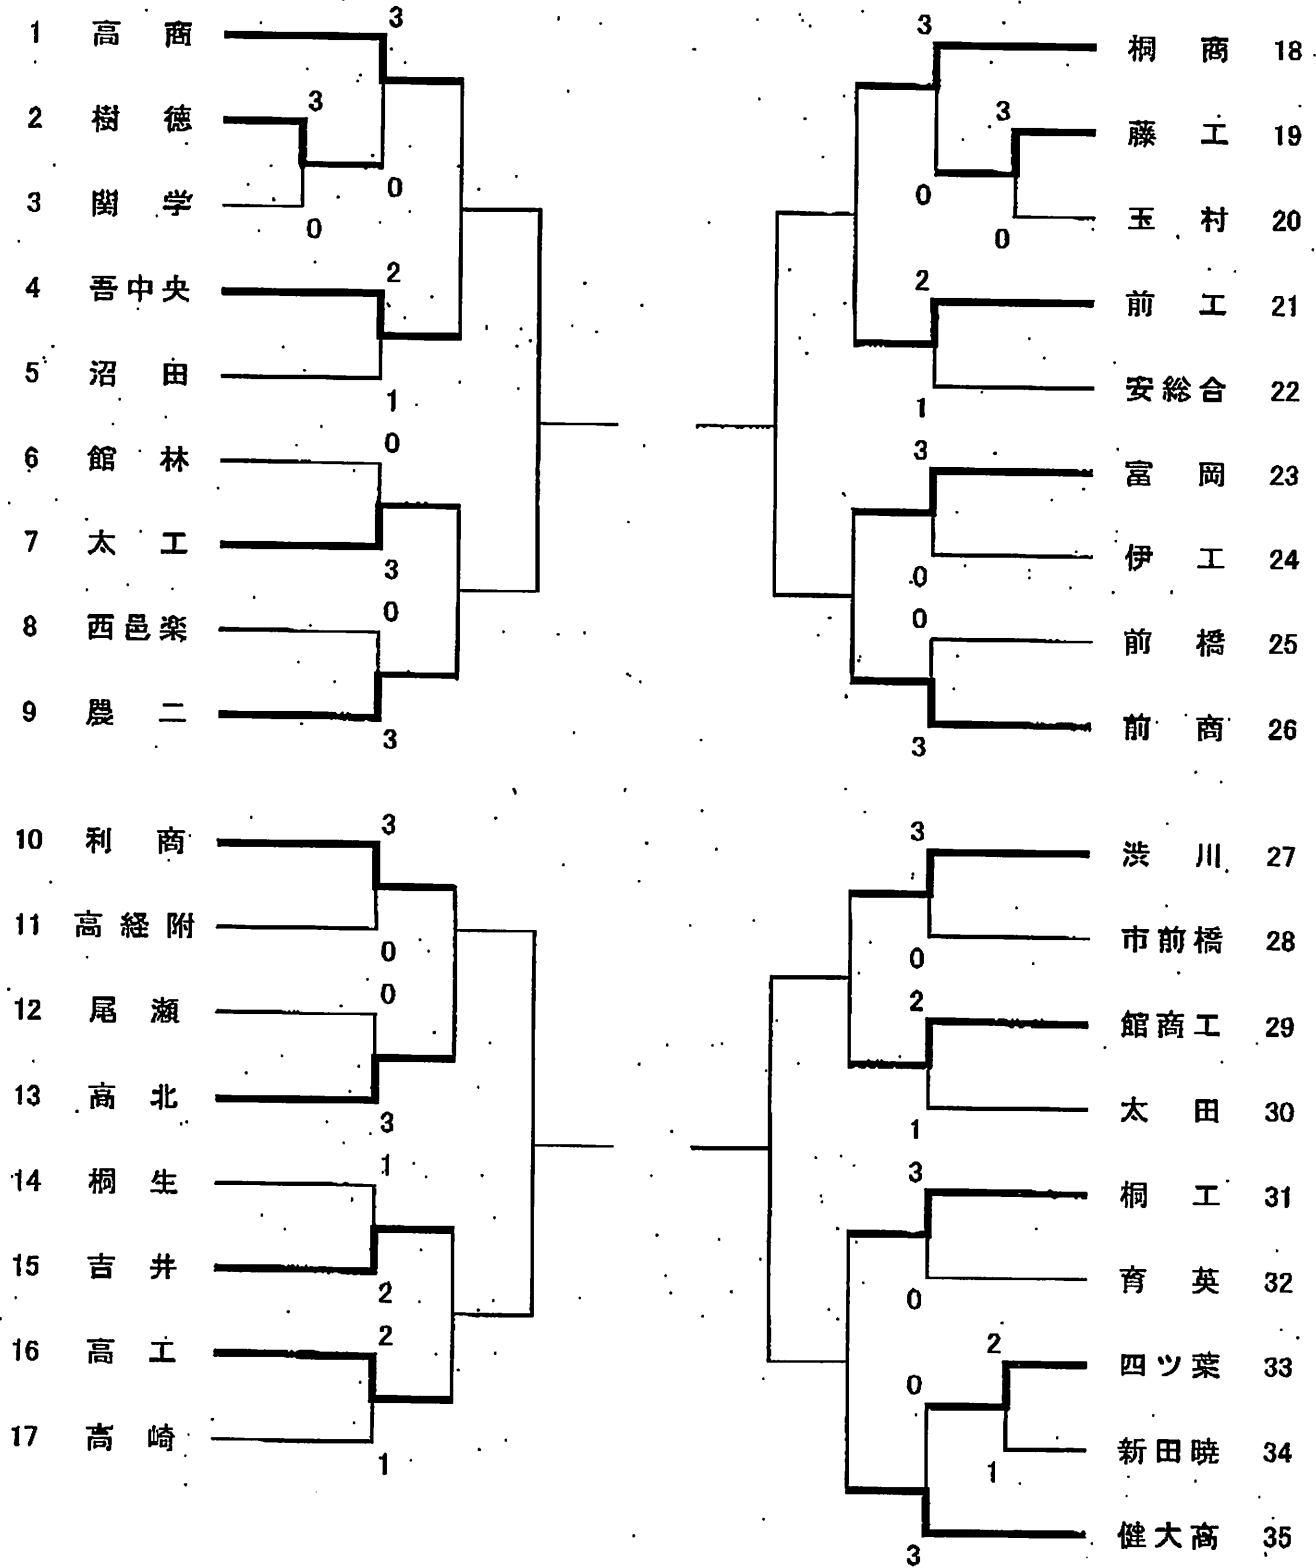 1 高商
2 樹徳
3 関学
4 吾中央
5 沼田
6 館林
7 太工
8 西邑楽
9 農二
3
3
0
0
2
1
0
3
0
3
10 利商
11 高経附
12 尾瀬
13 高北
14 桐生
15 吉井
16 高工
17 高崎
3
0
0
3
1
2
2
1
桐商 18
藤工 19
玉村 20
前工 21
安総合 22
富岡 23
伊工 24
前橋 25
前商 26
3
3
0
0
2
1
3
0
0
3
渋川 27
市前橋 28
館商工 29
太田 30
桐工 31
育英 32
四ツ葉 33
新田暁 34
健大高 35
3
0
2
1
3
0
2
0
1
3